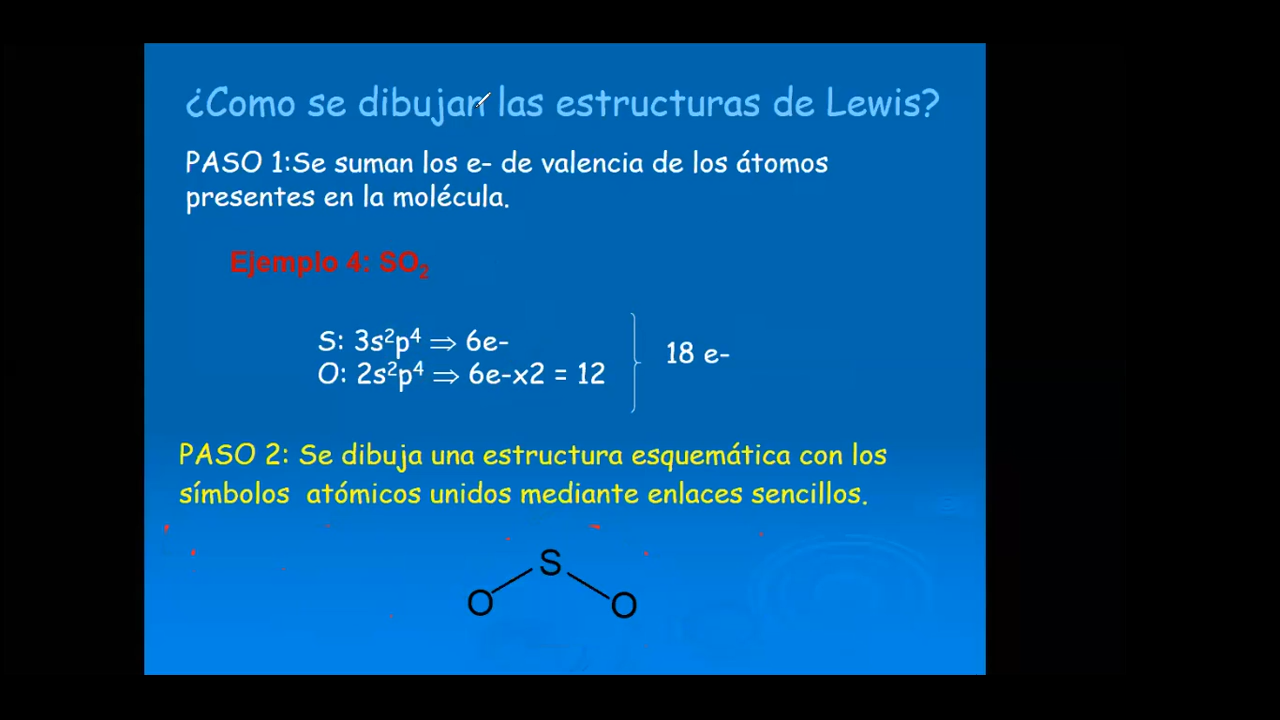 ¿Como se dibujan las estructuras de Lewis?
PASO 1:Se suman los e- de valencia de los átomos
presentes en la molécula.
Ejemplo 4: SO₂
S: 3s²p⁴ ⇒ 6e-
O: 2s²p⁴ ⇒ 6e-x2 = 12
18 e-
PASO 2: Se dibuja una estructura esquemática con los
símbolos atómicos unidos mediante enlaces sencillos.
S
O O